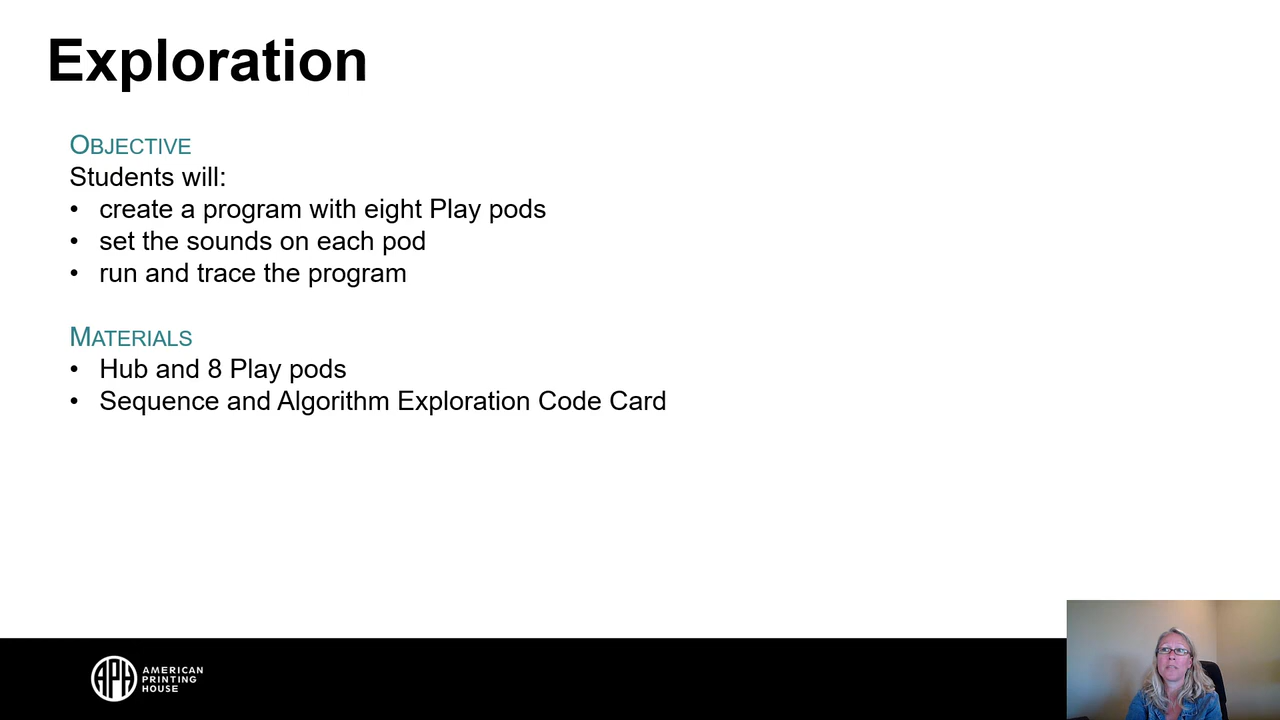 Exploration
OBJECTIVE
Students will:
• create a program with eight Play pods
• set the sounds on each pod
• run and trace the program
MATERIALS
• Hub and 8 Play pods
• Sequence and Algorithm Exploration Code Card
APH
AMERICAN
PRINTING
HOUSE